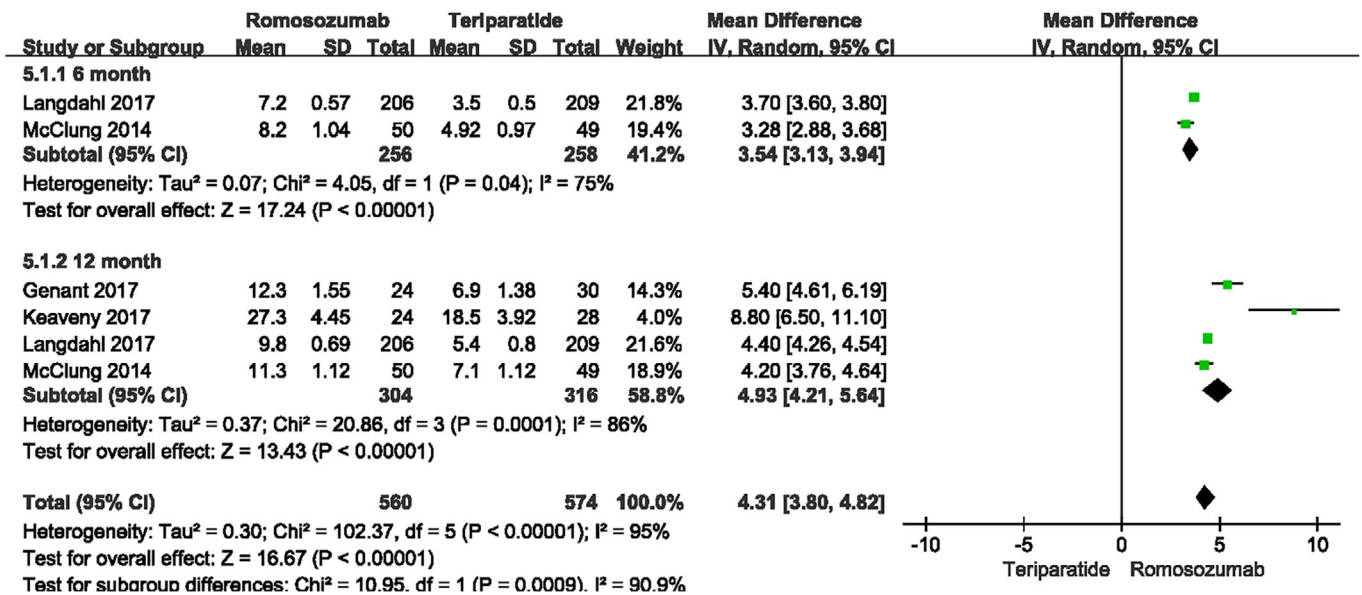 Romosozumab Teriparatide Mean Difference Mean Difference
Study or Subgroup Mean SD Total Mean SD Total Weight IV, Random, 95% CI IV, Random, 95% CI
5.1.1 6 month
Langdahl 2017 7.2 0.57 206 3.5 0.5 209 21.8% 3.70 [3.60, 3.80]
McClung 2014 8.2 1.04 50 4.92 0.97 49 19.4% 3.28 [2.88, 3.68]
Subtotal (95% CI) 256 258 41.2% 3.54 [3.13, 3.94]
Heterogeneity: Tau² = 0.07; Chi² = 4.05, df = 1 (P = 0.04); I² = 75%
Test for overall effect: Z = 17.24 (P < 0.00001)
5.1.2 12 month
Genant 2017 12.3 1.55 24 6.9 1.38 30 14.3% 5.40 [4.61, 6.19]
Keaveny 2017 27.3 4.45 24 18.5 3.92 28 4.0% 8.80 [6.50, 11.10]
Langdahl 2017 9.8 0.69 206 5.4 0.8 209 21.6% 4.40 [4.26, 4.54]
McClung 2014 11.3 1.12 50 7.1 1.12 49 18.9% 4.20 [3.76, 4.64]
Subtotal (95% CI) 304 316 58.8% 4.93 [4.21, 5.64]
Heterogeneity: Tau² = 0.37; Chi² = 20.86, df = 3 (P = 0.0001); I² = 86%
Test for overall effect: Z = 13.43 (P < 0.00001)
Total (95% CI) 560 574 100.0% 4.31 [3.80, 4.82]
Heterogeneity: Tau² = 0.30; Chi² = 102.37, df = 5 (P < 0.00001); I² = 95%
Test for overall effect: Z = 16.67 (P < 0.00001)
Test for subgroup differences: Chi² = 10.95, df = 1 (P = 0.0009), I² = 90.9%
-10 -5 0 5 10
Teriparatide Romosozumab